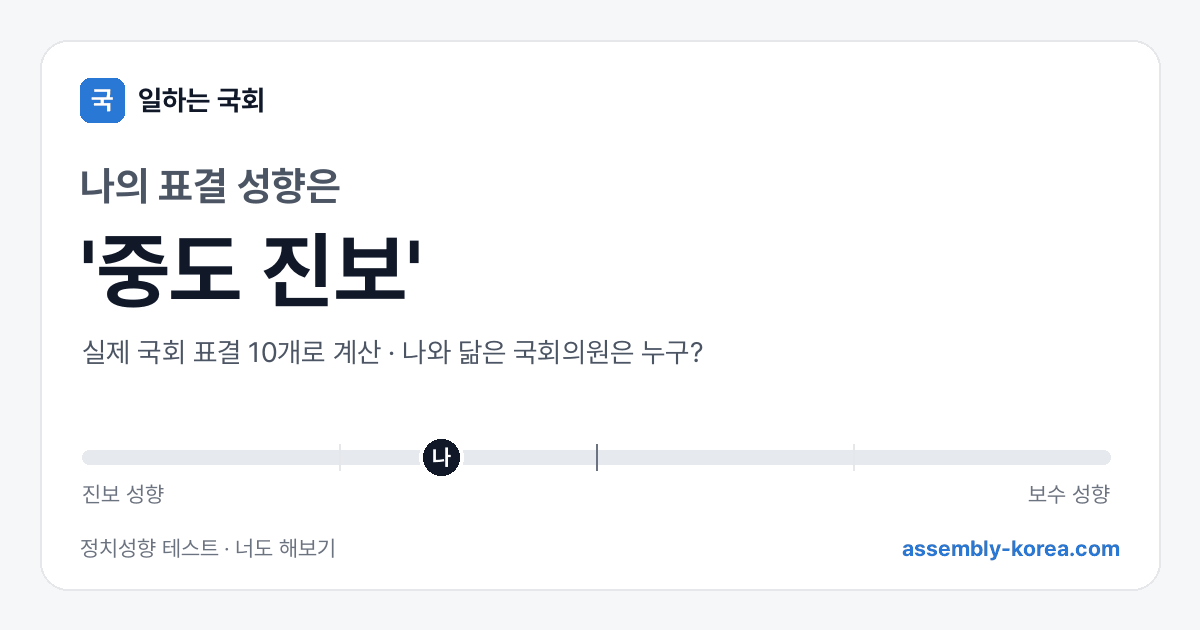 국 일하는 국회
나의 표결 성향은
'중도 진보'
실제 국회 표결 10개로 계산 · 나와 닮은 국회의원은 누구?
나
진보 성향 보수 성향
정치성향 테스트 · 너도 해보기 assembly-korea.com